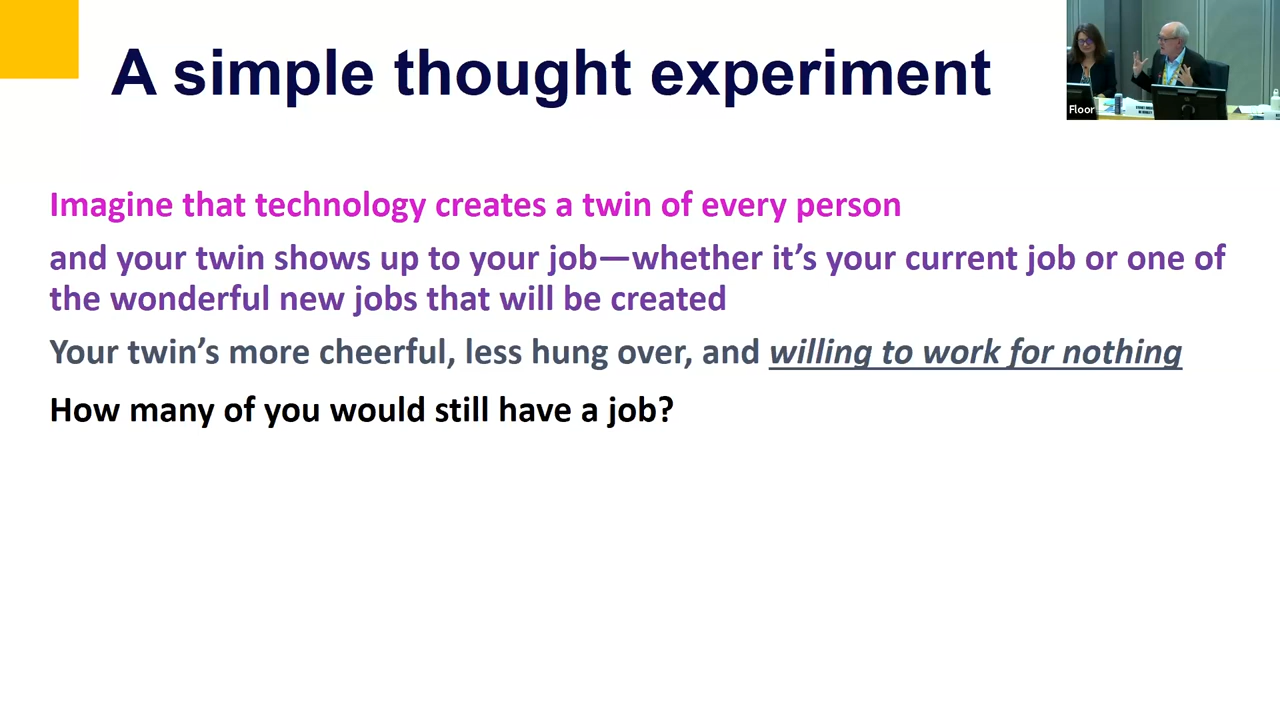 A simple thought experiment
Floor
Imagine that technology creates a twin of every person
and your twin shows up to your job—whether it’s your current job or one of
the wonderful new jobs that will be created
Your twin’s more cheerful, less hung over, and willing to work for nothing
How many of you would still have a job?